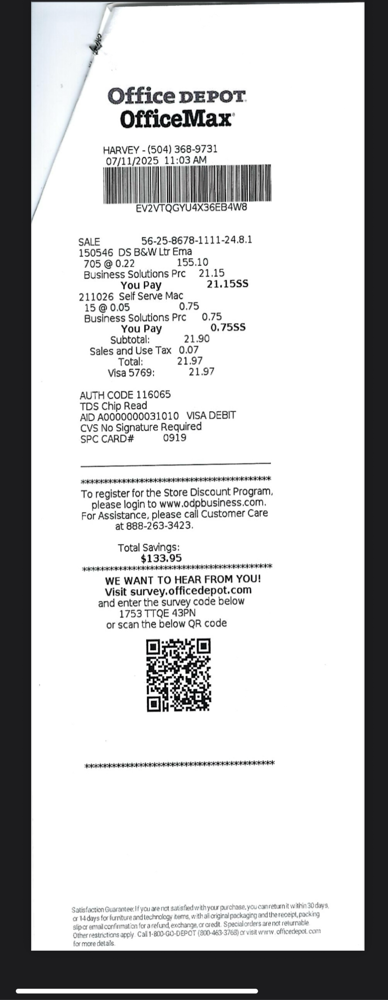 Office DEPOT
OfficeMax
HARVEY - (504) 368-9731
07/11/2025 11:03 AM
EV2VTQGYU4X36EB4W8
SALE 56-25-8678-1111-24.8.1
150546 DS B&W Ltr Ema
705 @ 0.22 155.10
Business Solutions Prc 21.15
You Pay 21.15SS
211026 Self Serve Mac
15 @ 0.05 0.75
Business Solutions Prc 0.75
You Pay 0.75SS
Subtotal: 21.90
Sales and Use Tax 0.07
Total: 21.97
Visa 5769: 21.97
AUTH CODE 116065
TDS Chip Read
AID A0000000031010 VISA DEBIT
CVS No Signature Required
SPC CARD# 0919
*****************************************
To register for the Store Discount Program,
please login to www.odpbusiness.com.
For Assistance, please call Customer Care
at 888-263-3423.
Total Savings:
$133.95
*****************************************
WE WANT TO HEAR FROM YOU!
Visit survey.officedepot.com
and enter the survey code below
1753 TTQE 43PN
or scan the below QR code
*****************************************
Satisfaction Guarantee: If you are not satisfied with your purchase, you can return it within 30 days,
or 14 days for furniture and technology items, with all original packaging and the receipt, packing
slip or email confirmation for a refund, exchange, or credit. Special orders are not returnable.
Other restrictions apply. Call 1-800-GO-DEPOT (800-463-3768) or visit www.officedepot.com
for more details.